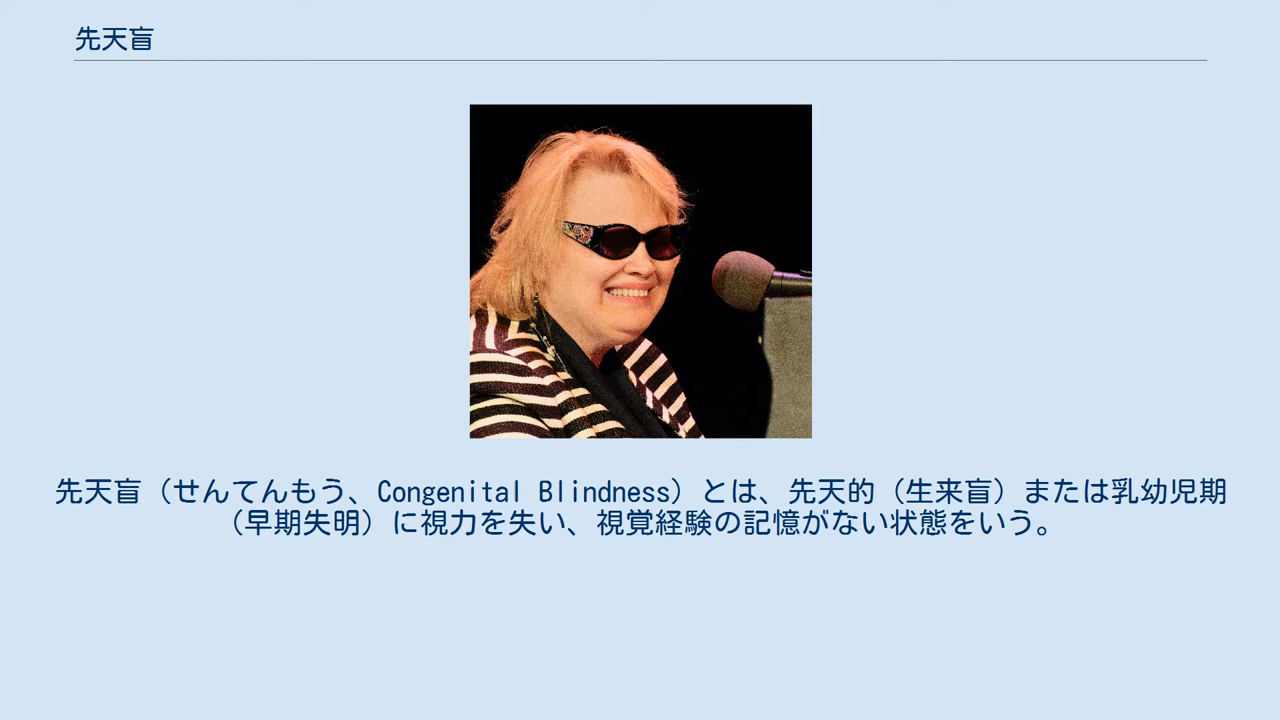 先天盲
先天盲（せんてんもう、Congenital Blindness）とは、先天的（生来盲）または乳幼児期
（早期失明）に視力を失い、視覚経験の記憶がない状態をいう。